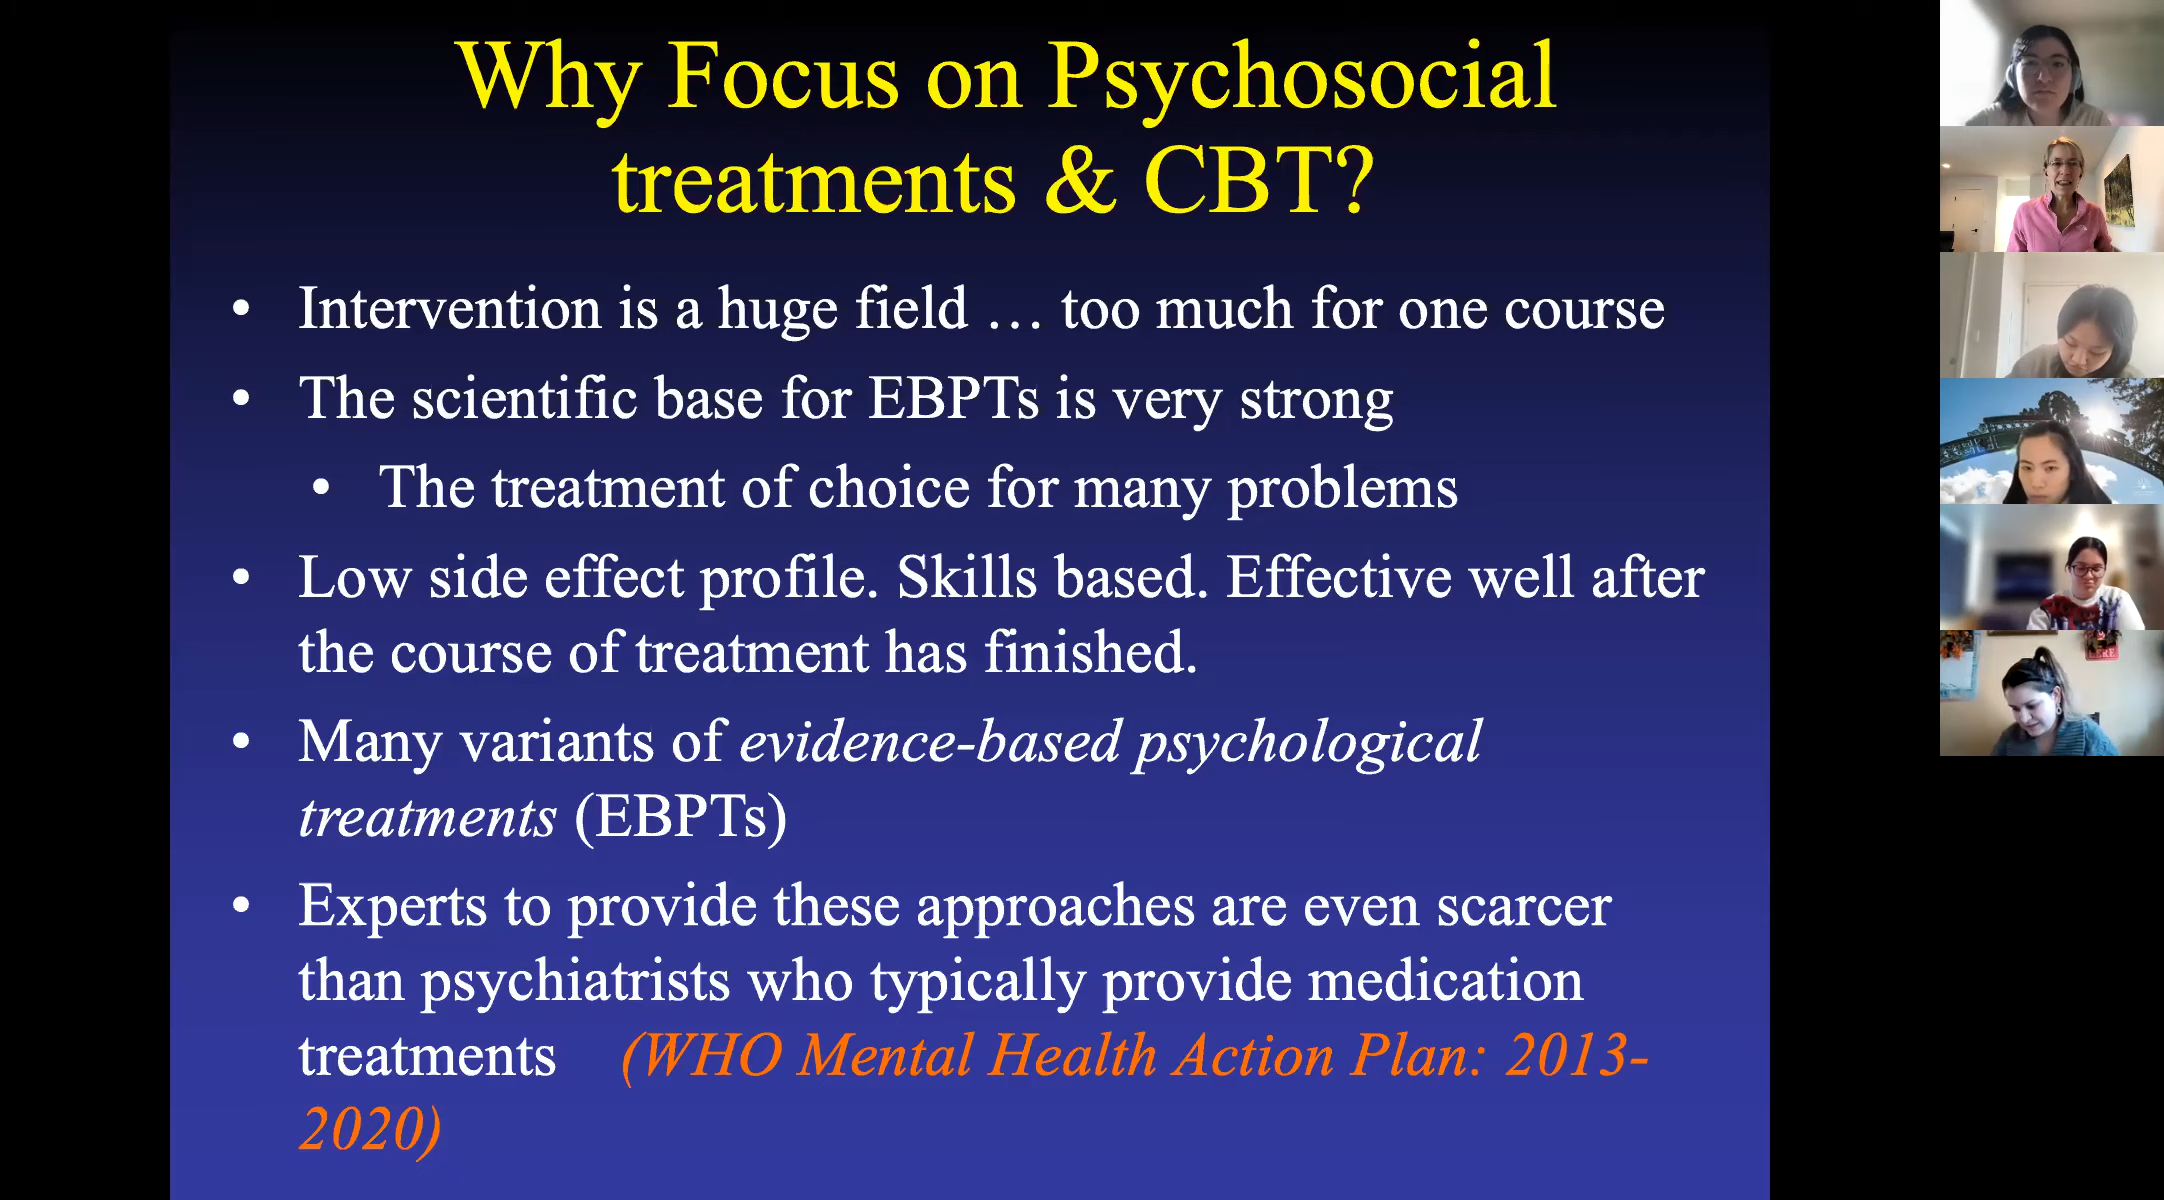 Why Focus on Psychosocial
treatments & CBT?
• Intervention is a huge field … too much for one course
• The scientific base for EBPTs is very strong
• The treatment of choice for many problems
• Low side effect profile. Skills based. Effective well after
the course of treatment has finished.
• Many variants of evidence-based psychological
treatments (EBPTs)
• Experts to provide these approaches are even scarcer
than psychiatrists who typically provide medication
treatments (WHO Mental Health Action Plan: 2013-
2020)